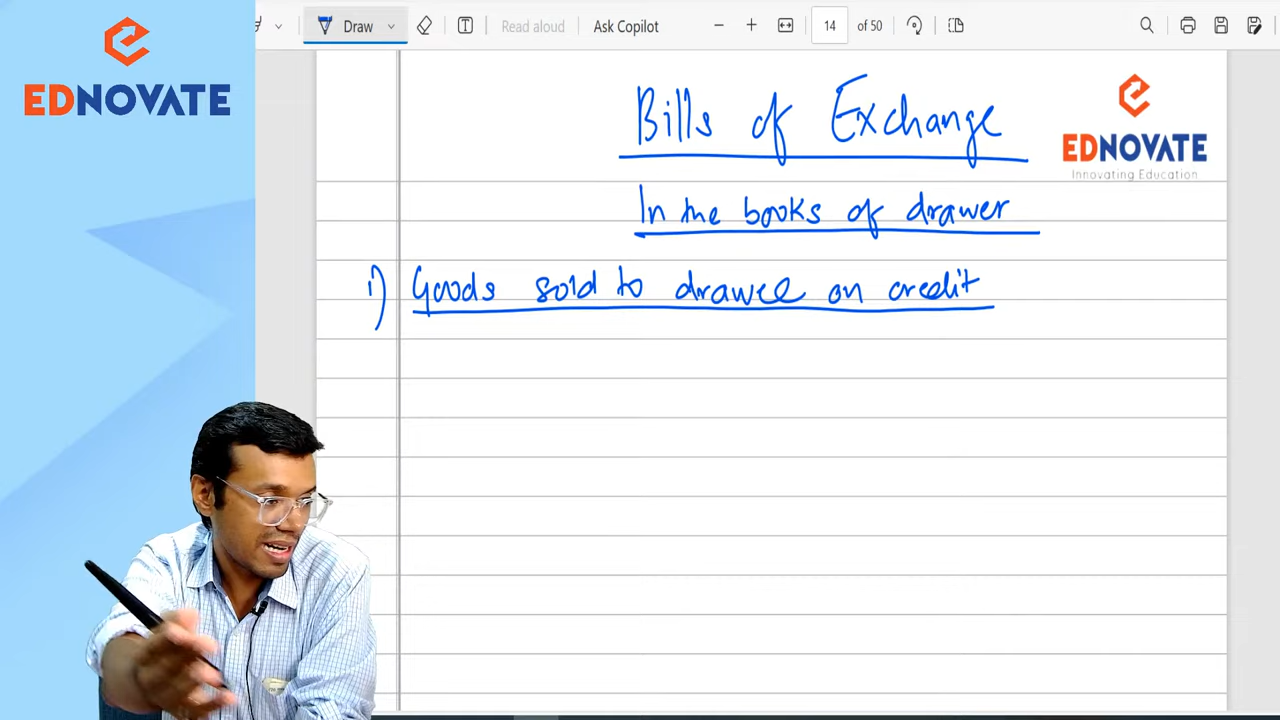 EDNOVATE
Draw
Read aloud
Ask Copilot
14
of 50
Bills of Exchange
EDNOVATE
Innovating Education
In the books of drawer
i) Goods sold to drawee on credit